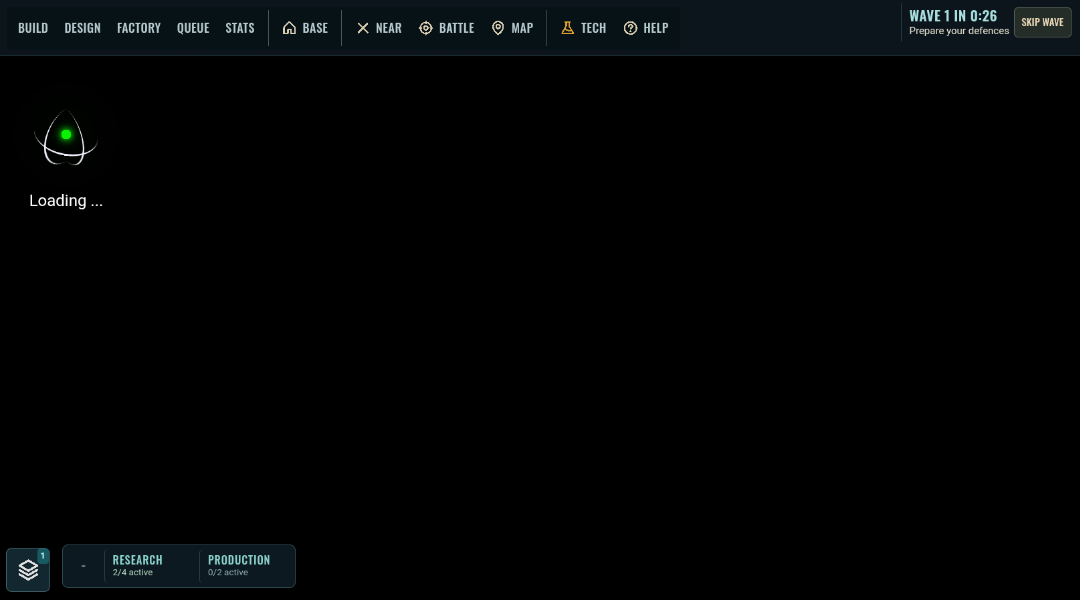 BUILD DESIGN FACTORY QUEUE STATS BASE NEAR BATTLE MAP TECH HELP
WAVE 1 IN 0:26
Prepare your defences
SKIP WAVE
Loading ...
1
-
RESEARCH
2/4 active
PRODUCTION
0/2 active